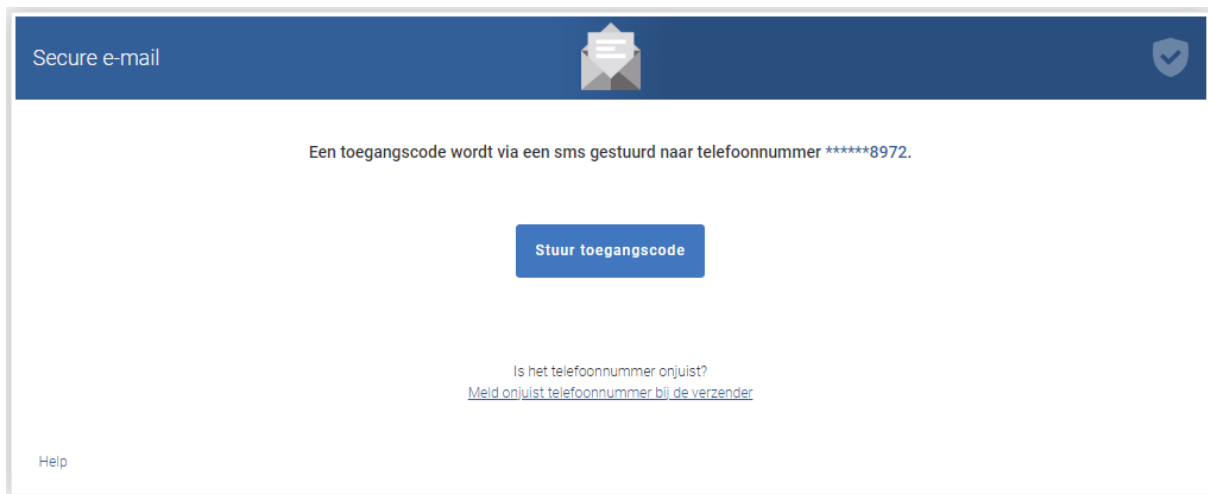 Secure e-mail
Een toegangscode wordt via een sms gestuurd naar telefoonnummer ******8972.
Stuur toegangscode
Is het telefoonnummer onjuist?
Meld onjuist telefoonnummer bij de verzender
Help